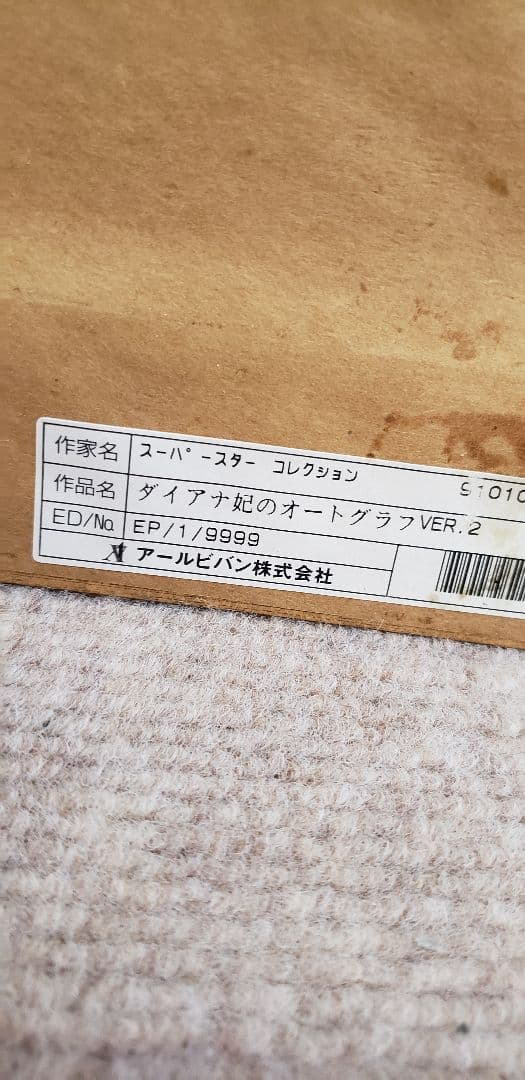 作家名 スーパースター コレクション 91010
作品名 ダイアナ妃のオートグラフVER.2
ED/No. EP/1/9999
アールビバン株式会社